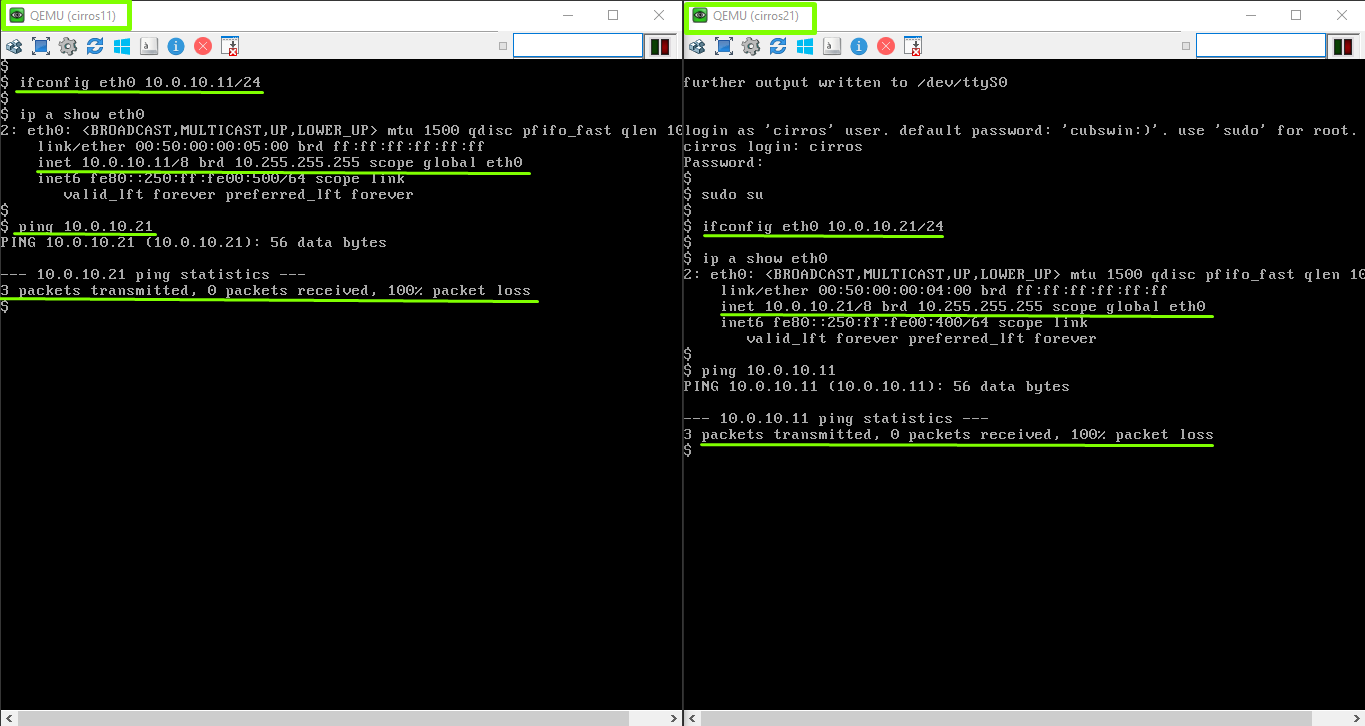 QEMU (cirros11)
$
$ ifconfig eth0 10.0.10.11/24
$
$ ip a show eth0
2: eth0: <BROADCAST,MULTICAST,UP,LOWER_UP> mtu 1500 qdisc pfifo_fast qlen 10
link/ether 00:50:00:00:05:00 brd ff:ff:ff:ff:ff:ff
inet 10.0.10.11/8 brd 10.255.255.255 scope global eth0
inet6 fe80::250:ff:fe00:500/64 scope link
valid_lft forever preferred_lft forever
$
$ ping 10.0.10.21
PING 10.0.10.21 (10.0.10.21): 56 data bytes
--- 10.0.10.21 ping statistics ---
3 packets transmitted, 0 packets received, 100% packet loss
$
QEMU (cirros21)
further output written to /dev/ttyS0
login as 'cirros' user. default password: 'cubswin:)'. use 'sudo' for root.
cirros login: cirros
Password:
$
$ sudo su
$
$ ifconfig eth0 10.0.10.21/24
$
$ ip a show eth0
2: eth0: <BROADCAST,MULTICAST,UP,LOWER_UP> mtu 1500 qdisc pfifo_fast qlen 10
link/ether 00:50:00:00:04:00 brd ff:ff:ff:ff:ff:ff
inet 10.0.10.21/8 brd 10.255.255.255 scope global eth0
inet6 fe80::250:ff:fe00:400/64 scope link
valid_lft forever preferred_lft forever
$
$ ping 10.0.10.11
PING 10.0.10.11 (10.0.10.11): 56 data bytes
--- 10.0.10.11 ping statistics ---
3 packets transmitted, 0 packets received, 100% packet loss
$